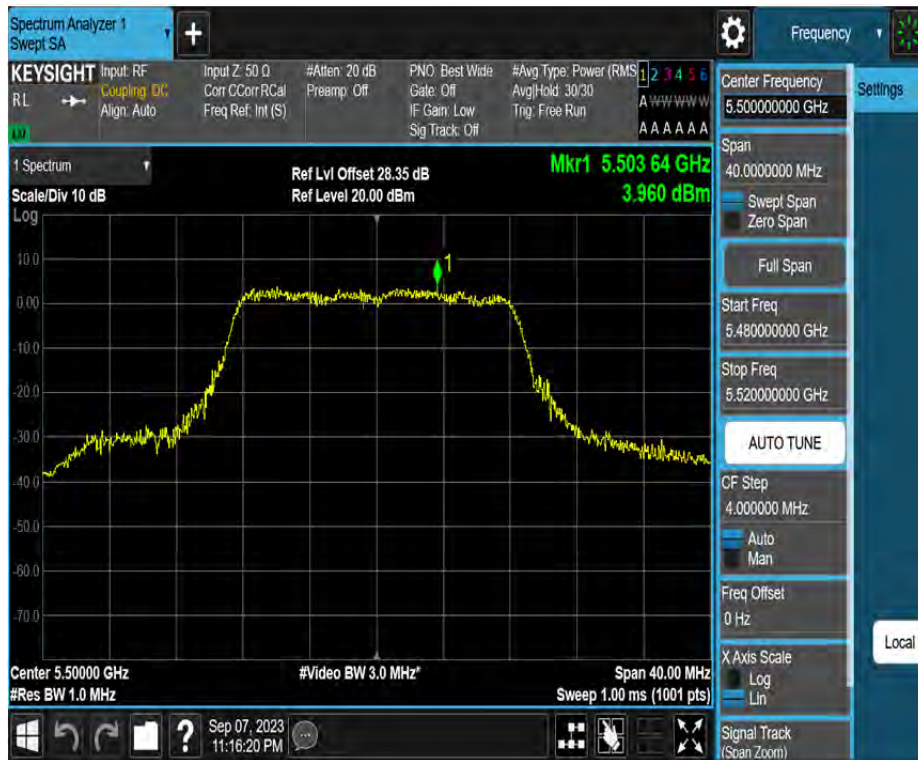 Spectrum Analyzer 1
Swept SA
+
Frequency
KEYSIGHT
RL
Input: RF
Coupling: DC
Align: Auto
Input Z: 50 Ω
Corr CCorr RCal
Freq Ref: Int (S)
#Atten: 20 dB
Preamp: Off
PNO: Best Wide
Gate: Off
IF Gain: Low
Sig Track: Off
#Avg Type: Power (RMS
Avg|Hold: 30/30
Trig: Free Run
1 2 3 4 5 6
A W W W W W
A A A A A A
1 Spectrum
Scale/Div 10 dB
Ref Lvl Offset 28.35 dB
Ref Level 20.00 dBm
Mkr1 5.503 64 GHz
3.960 dBm
Log
10.0
0.00
-10.0
-20.0
-30.0
-40.0
-50.0
-60.0
-70.0
1
Center 5.50000 GHz
#Video BW 3.0 MHz*
Span 40.00 MHz
#Res BW 1.0 MHz
Sweep 1.00 ms (1001 pts)
Sep 07, 2023
11:16:20 PM
?
Center Frequency
5.500000000 GHz
Settings
Span
40.0000000 MHz
Swept Span
Zero Span
Full Span
Start Freq
5.480000000 GHz
Stop Freq
5.520000000 GHz
AUTO TUNE
CF Step
4.000000 MHz
Auto
Man
Freq Offset
0 Hz
Local
X Axis Scale
Log
Lin
Signal Track
(Span Zoom)